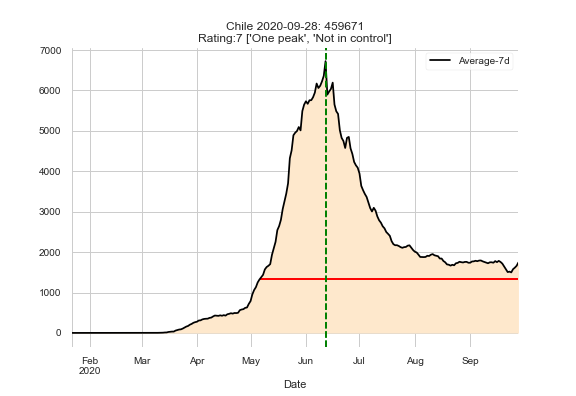 Chile 2020-09-28: 459671
Rating:7 ['One peak', 'Not in control']
Average-7d
7000
6000
5000
4000
3000
2000
1000
0
Feb Mar Apr May Jun Jul Aug Sep
2020
Date